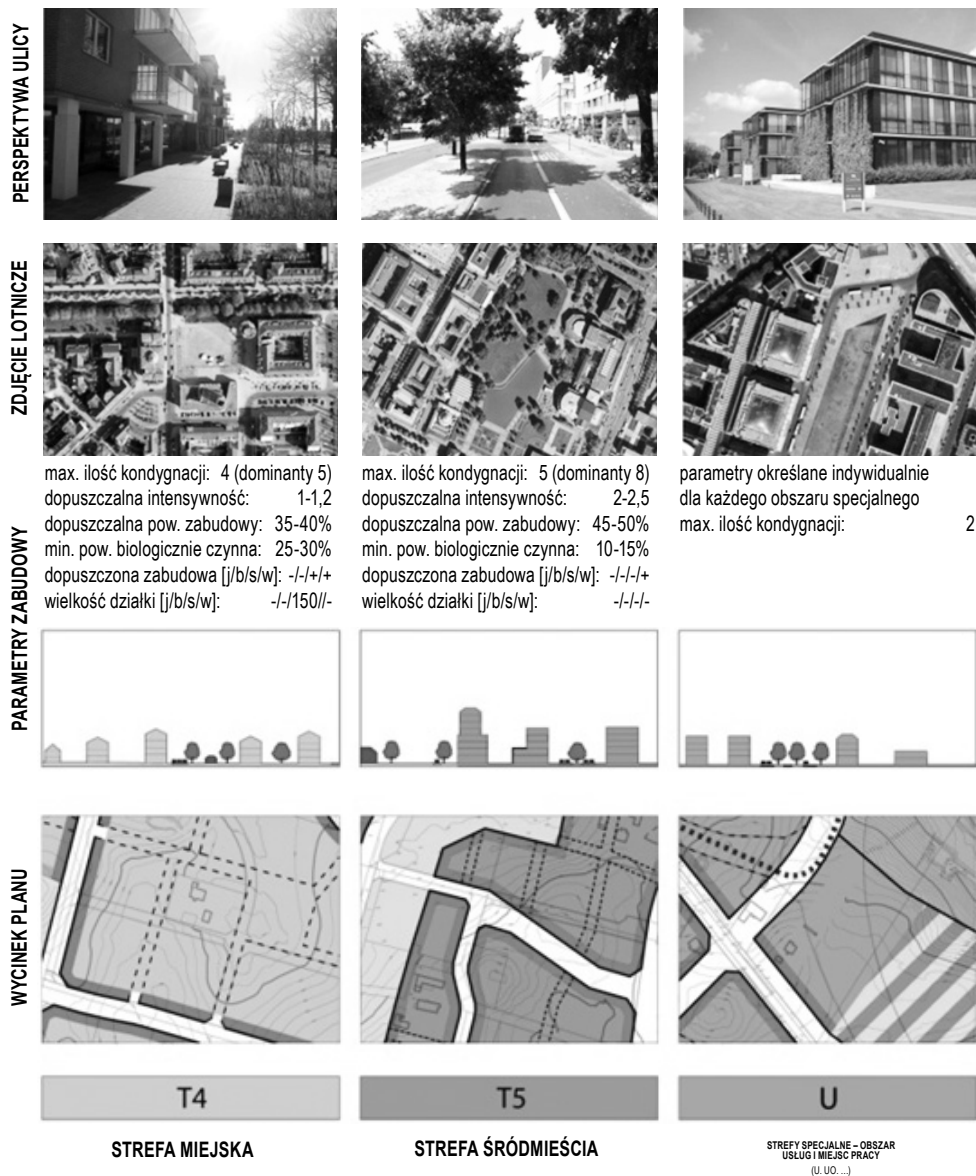 PERSPEKTYWA ULICY
ZDJĘCIE LOTNICZE
PARAMETRY ZABUDOWY
max. ilość kondygnacji: 4 (dominanty 5)
dopuszczalna intensywność: 1-1,2
dopuszczalna pow. zabudowy: 35-40%
min. pow. biologicznie czynna: 25-30%
dopuszczona zabudowa [j/b/s/w]: -/-/+/+
wielkość działki [j/b/s/w]: -/-/150//-
max. ilość kondygnacji: 5 (dominanty 8)
dopuszczalna intensywność: 2-2,5
dopuszczalna pow. zabudowy: 45-50%
min. pow. biologicznie czynna: 10-15%
dopuszczona zabudowa [j/b/s/w]: -/-/-/+
wielkość działki [j/b/s/w]: -/-/-/-
parametry określane indywidualnie
dla każdego obszaru specjalnego
max. ilość kondygnacji: 2
WYCINEK PLANU
T4
T5
U
STREFA MIEJSKA
STREFA ŚRÓDMIEŚCIA
STREFY SPECJALNE – OBSZAR
USŁUG I MIEJSC PRACY
(U. UO. ...)